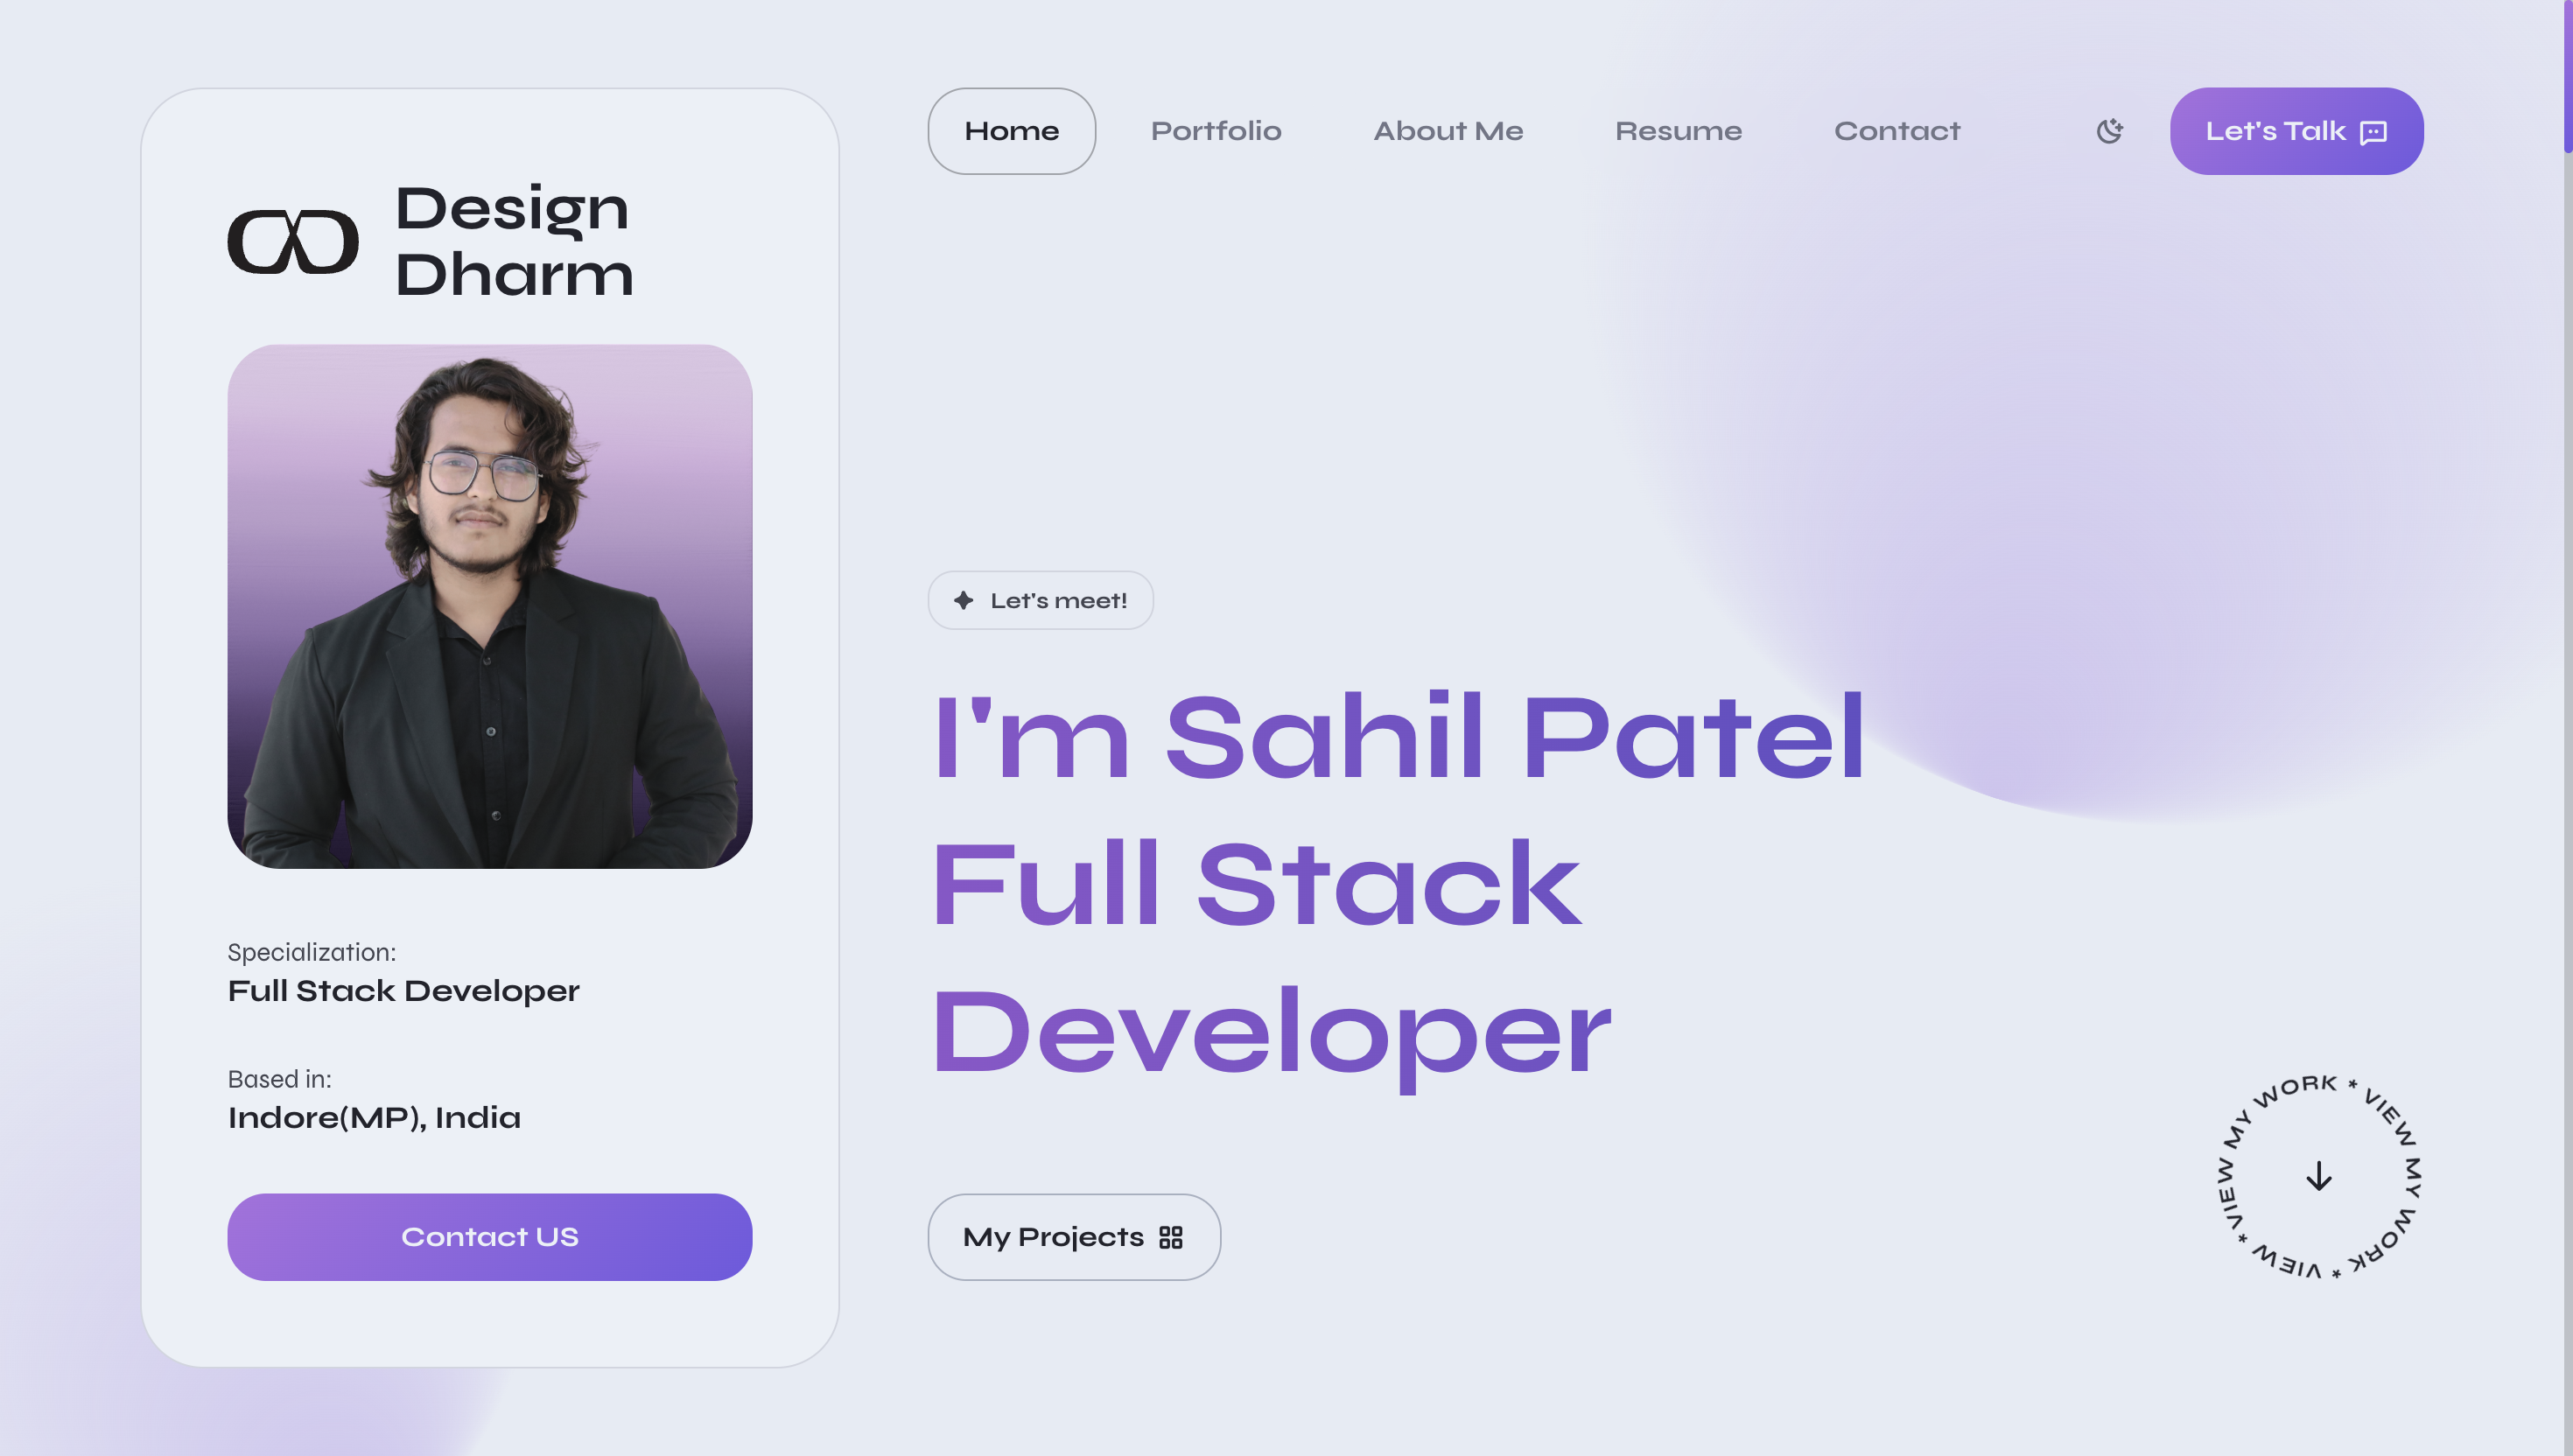 Design
Dharm
Specialization:
Full Stack Developer
Based in:
Indore(MP), India
Contact US
Home
Portfolio
About Me
Resume
Contact
Let's Talk
Let's meet!
I'm Sahil Patel
Full Stack
Developer
My Projects
VIEW MY WORK * VIEW MY WORK * VIEW *